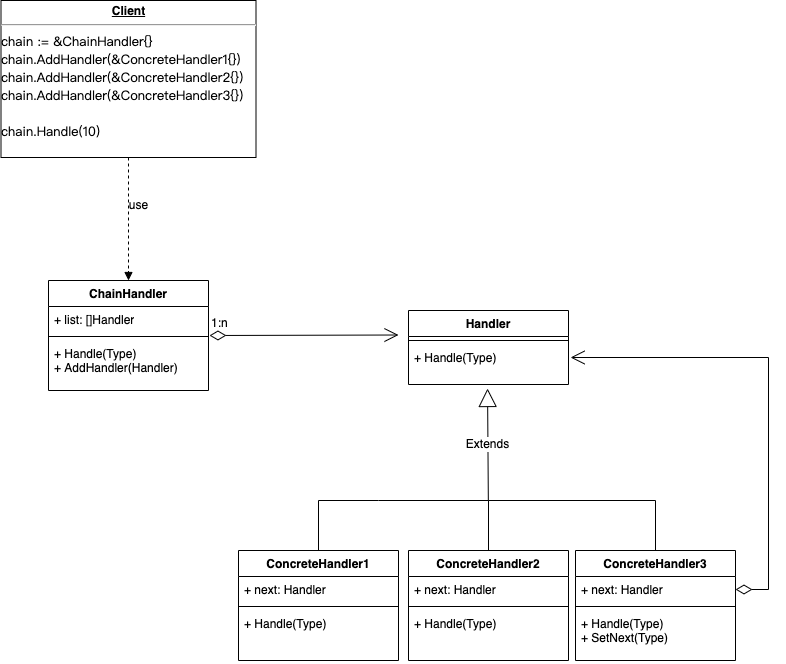 Client
chain := &ChainHandler{}
chain.AddHandler(&ConcreteHandler1{})
chain.AddHandler(&ConcreteHandler2{})
chain.AddHandler(&ConcreteHandler3{})
chain.Handle(10)
use
ChainHandler
+ list: []Handler
+ Handle(Type)
+ AddHandler(Handler)
1:n
Handler
+ Handle(Type)
Extends
ConcreteHandler1
+ next: Handler
+ Handle(Type)
ConcreteHandler2
+ next: Handler
+ Handle(Type)
ConcreteHandler3
+ next: Handler
+ Handle(Type)
+ SetNext(Type)